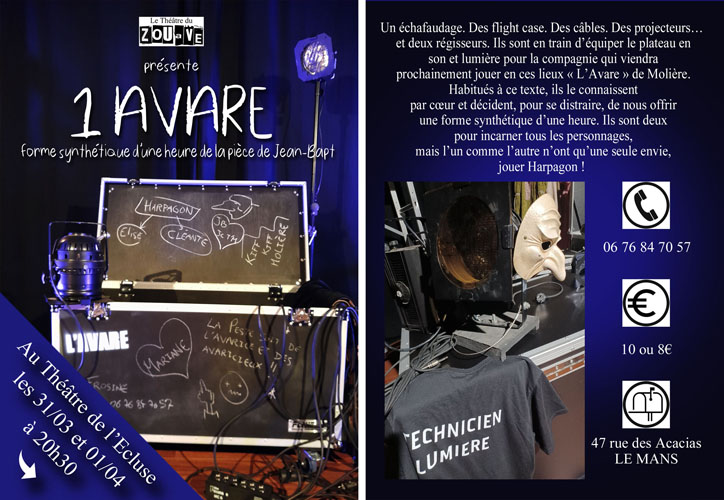 Le Théâtre du
ZOUAVE
présente
1 AVARE
forme synthétique d'une heure de la pièce de Jean-Bapt
HARPAGON
ELISE
CLÉANTE
JB
KIFF
KIFF
MOLIÈRE
L'AVARE
MARIANNE
LA PESTE
DE
L'AVARICE
DES
AVARICIEUX !!
FROSINE
06 76 84 70 57
Au Théâtre de l'Ecluse
les 31/03 et 01/04
à 20h30
Un échafaudage. Des flight case. Des câbles. Des projecteurs…
et deux régisseurs. Ils sont en train d'équiper le plateau en
son et lumière pour la compagnie qui viendra
prochainement jouer en ces lieux « L'Avare » de Molière.
Habitués à ce texte, ils le connaissent
par cœur et décident, pour se distraire, de nous offrir
une forme synthétique d'une heure. Ils sont deux
pour incarner tous les personnages,
mais l'un comme l'autre n'ont qu'une seule envie,
jouer Harpagon !
TECHNICIEN
LUMIERE
06 76 84 70 57
€
10 ou 8€
47 rue des Acacias
LE MANS